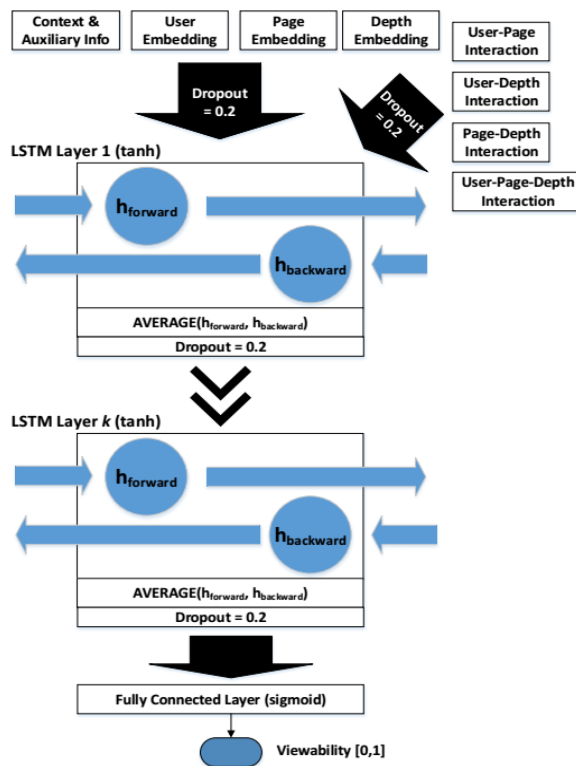 Context &
Auxiliary Info
User
Embedding
Page
Embedding
Depth
Embedding
User-Page
Interaction
User-Depth
Interaction
Page-Depth
Interaction
User-Page-Depth
Interaction
Dropout
= 0.2
Dropout
= 0.2
LSTM Layer 1 (tanh)
hforward
hbackward
AVERAGE(hforward, hbackward)
Dropout = 0.2
LSTM Layer k (tanh)
hforward
hbackward
AVERAGE(hforward, hbackward)
Dropout = 0.2
Fully Connected Layer (sigmoid)
Viewability [0,1]